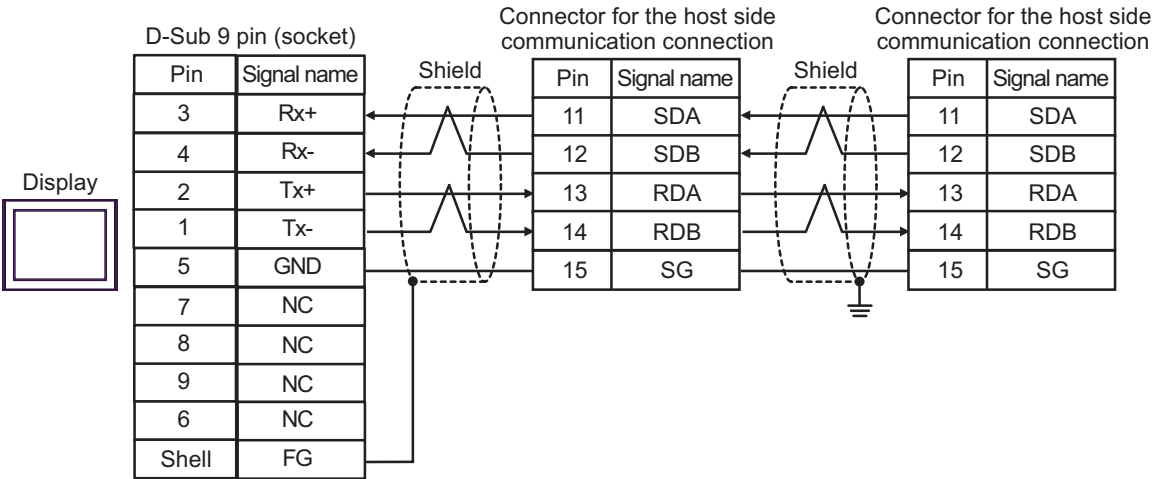 Display
D-Sub 9 pin (socket)
Pin Signal name
3 Rx+
4 Rx-
2 Tx+
1 Tx-
5 GND
7 NC
8 NC
9 NC
6 NC
Shell FG
Shield
Connector for the host side
communication connection
Pin Signal name
11 SDA
12 SDB
13 RDA
14 RDB
15 SG
Shield
Connector for the host side
communication connection
Pin Signal name
11 SDA
12 SDB
13 RDA
14 RDB
15 SG